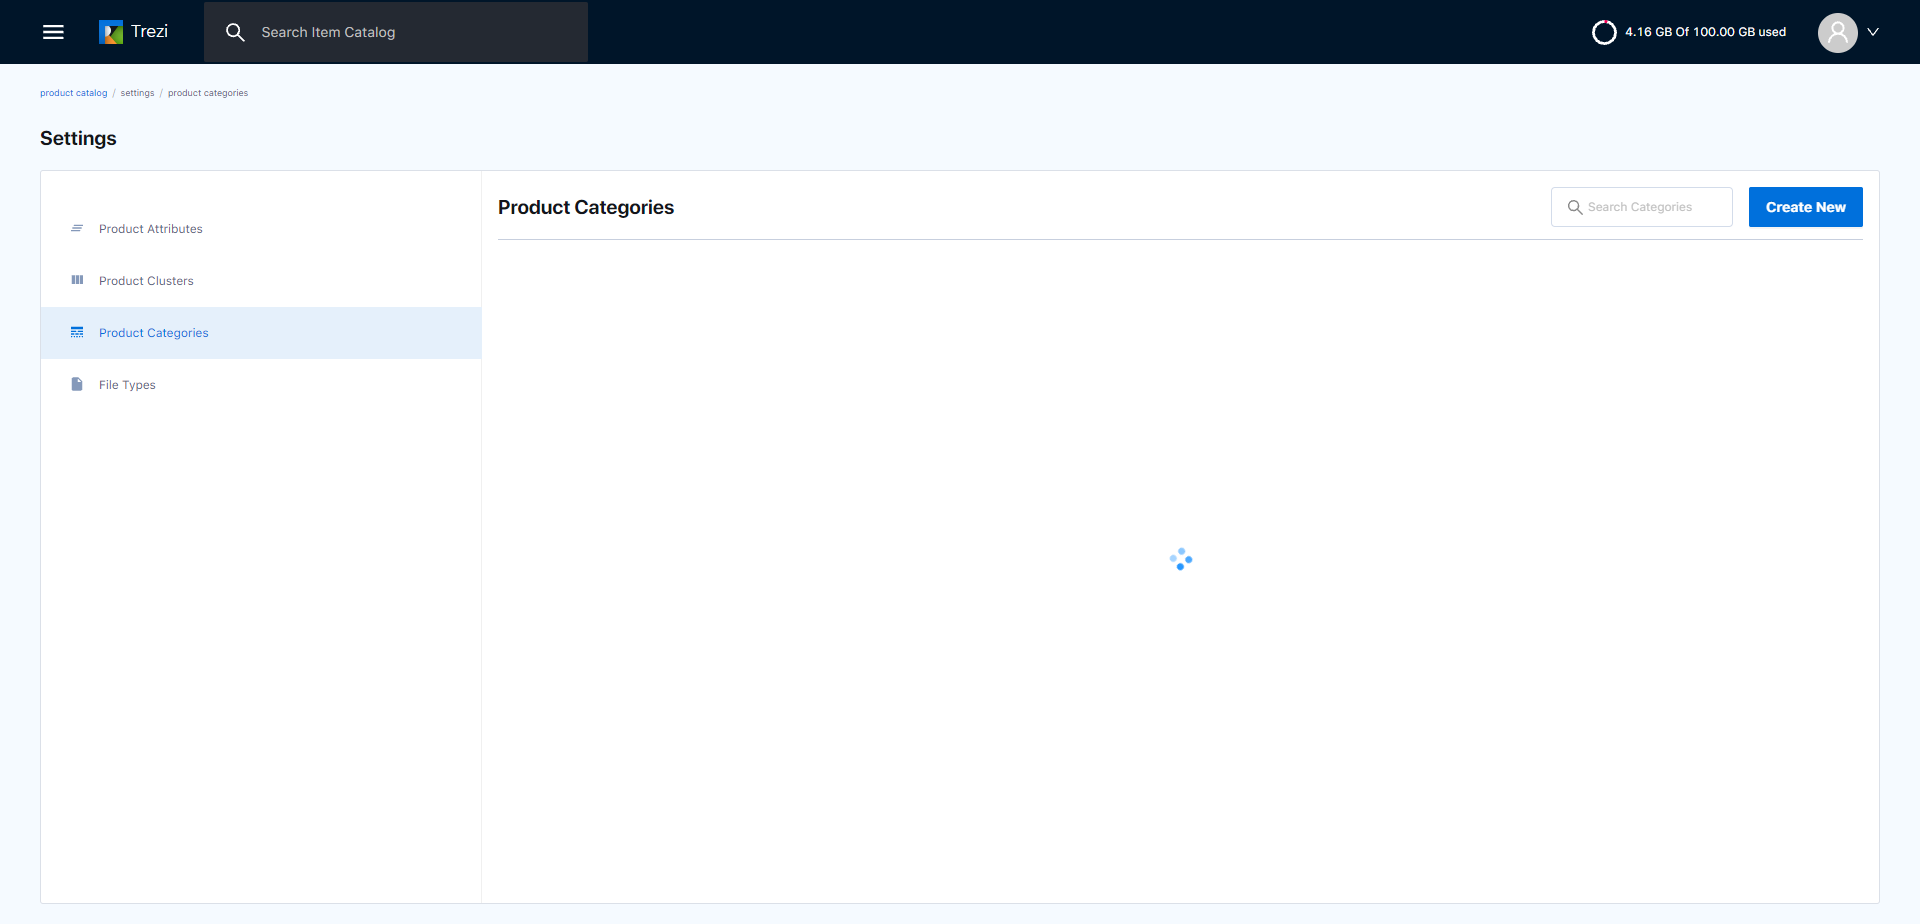 Trezi
Search Item Catalog
4.16 GB Of 100.00 GB used
product catalog / settings / product categories
Settings
Product Attributes
Product Clusters
Product Categories
File Types
Product Categories
Search Categories
Create New